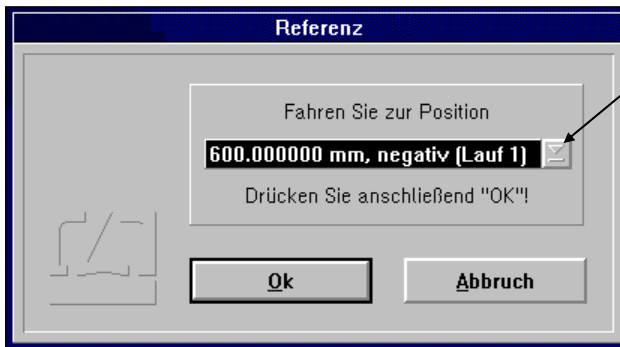 Referenz
Fahren Sie zur Position
600.000000 mm, negativ (Lauf 1)
Drücken Sie anschließend "OK"!
Ok
Abbruch